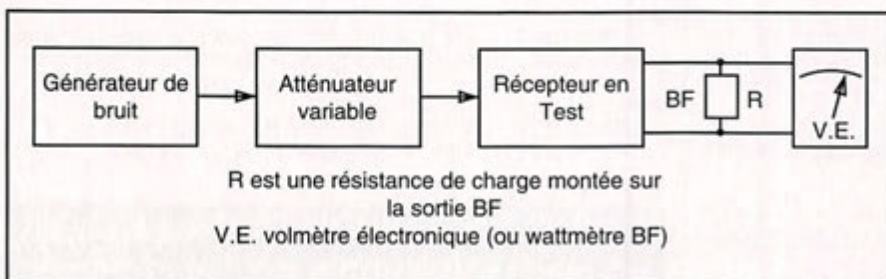 Générateur de
bruit
Atténuateur
variable
Récepteur en
Test
BF
R
V.E.
R est une résistance de charge montée sur
la sortie BF
V.E. volmètre électronique (ou wattmètre BF)